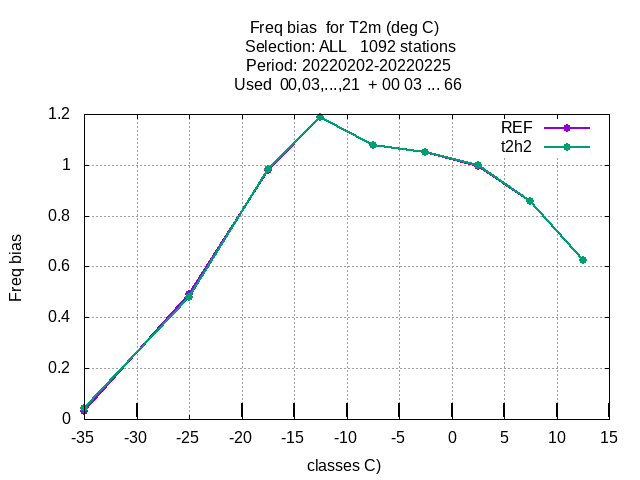 Freq bias  for T2m (deg C)
Selection: ALL   1092 stations
Period: 20220202-20220225
Used  00,03,...,21  + 00 03 ... 66
REF
t2h2
Freq bias
1.2
1
0.8
0.6
0.4
0.2
0
-35 -30 -25 -20 -15 -10 -5 0 5 10 15
classes C)